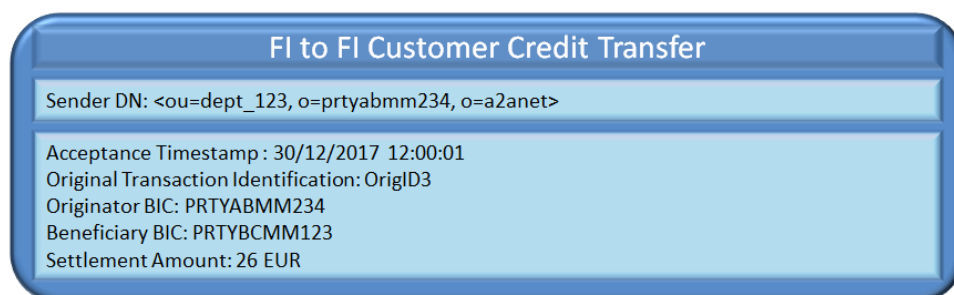 FI to FI Customer Credit Transfer
Sender DN: <ou=dept_123, o=prtyabmm234, o=a2anet>
Acceptance Timestamp : 30/12/2017 12:00:01
Original Transaction Identification: OrigID3
Originator BIC: PRTYABMM234
Beneficiary BIC: PRTYBCMM123
Settlement Amount: 26 EUR